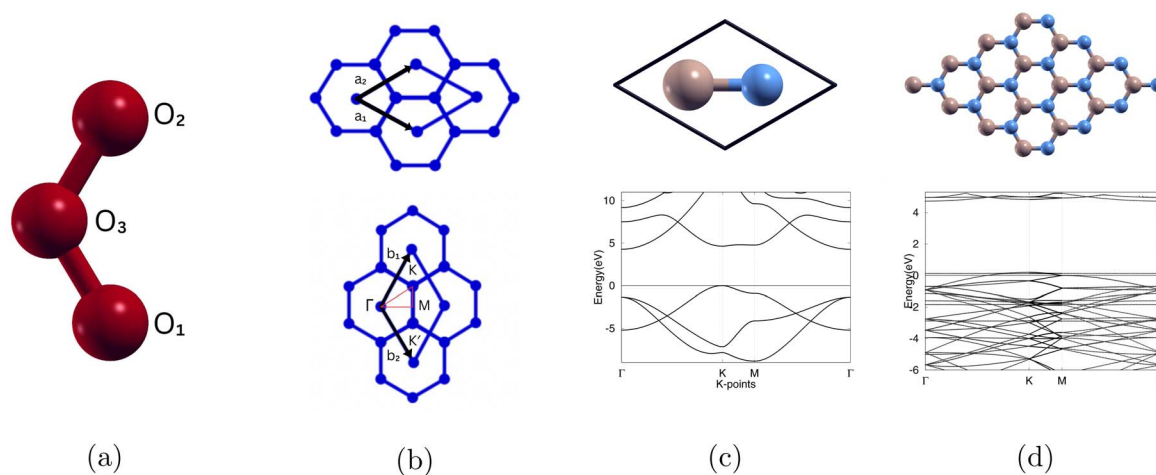 O₂
O₃
O₁
(a)
a₂
a₁
b₁
K
Γ
M
K′
b₂
(b)
10
5
0
-5
Energy(eV)
Γ
K
M
Γ
K-points
(c)
4
2
0
-2
-4
-6
Energy(eV)
Γ
K
M
(d)